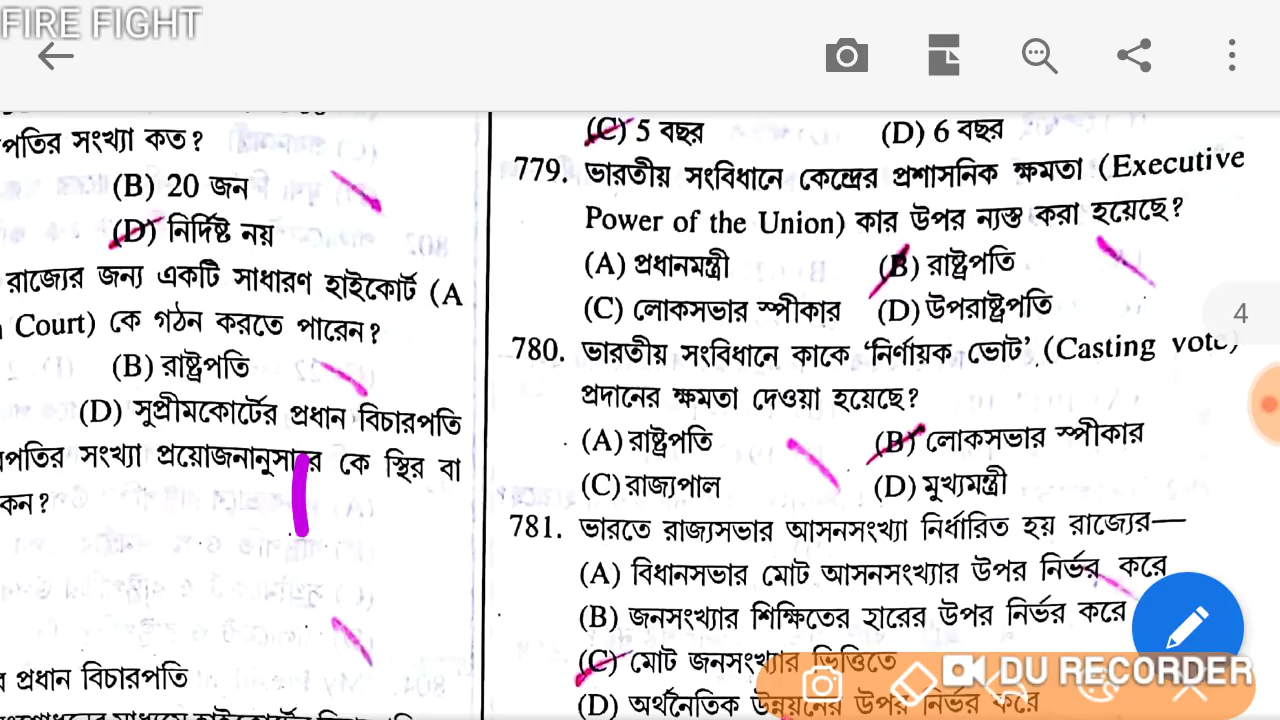 FIRE FIGHT
পতির সংখ্যা কত?
(B) 20 জন
(D) নির্দিষ্ট নয়
রাজ্যের জন্য একটি সাধারণ হাইকোর্ট (A
Court) কে গঠন করতে পারেন?
(B) রাষ্ট্রপতি
(D) সুপ্রীমকোর্টের প্রধান বিচারপতি
পতির সংখ্যা প্রয়োজনানুসারে কে স্থির বা
কেন?
র প্রধান বিচারপতি
(C) 5 বছর (D) 6 বছর
779. ভারতীয় সংবিধানে কেন্দ্রের প্রশাসনিক ক্ষমতা (Executive
Power of the Union) কার উপর ন্যস্ত করা হয়েছে?
(A) প্রধানমন্ত্রী (B) রাষ্ট্রপতি
(C) লোকসভার স্পীকার (D) উপরাষ্ট্রপতি
780. ভারতীয় সংবিধানে কাকে ‘নির্ণায়ক ভোট’ (Casting vote)
প্রদানের ক্ষমতা দেওয়া হয়েছে?
(A) রাষ্ট্রপতি (B) লোকসভার স্পীকার
(C) রাজ্যপাল (D) মুখ্যমন্ত্রী
781. ভারতে রাজ্যসভার আসনসংখ্যা নির্ধারিত হয় রাজ্যের—
(A) বিধানসভার মোট আসনসংখ্যার উপর নির্ভর করে
(B) জনসংখ্যার শিক্ষিতের হারের উপর নির্ভর করে
(C) মোট জনসংখ্যার ভিত্তিতে
(D) অর্থনৈতিক উন্নয়নের উপর নির্ভর করে
4
DU RECORDER